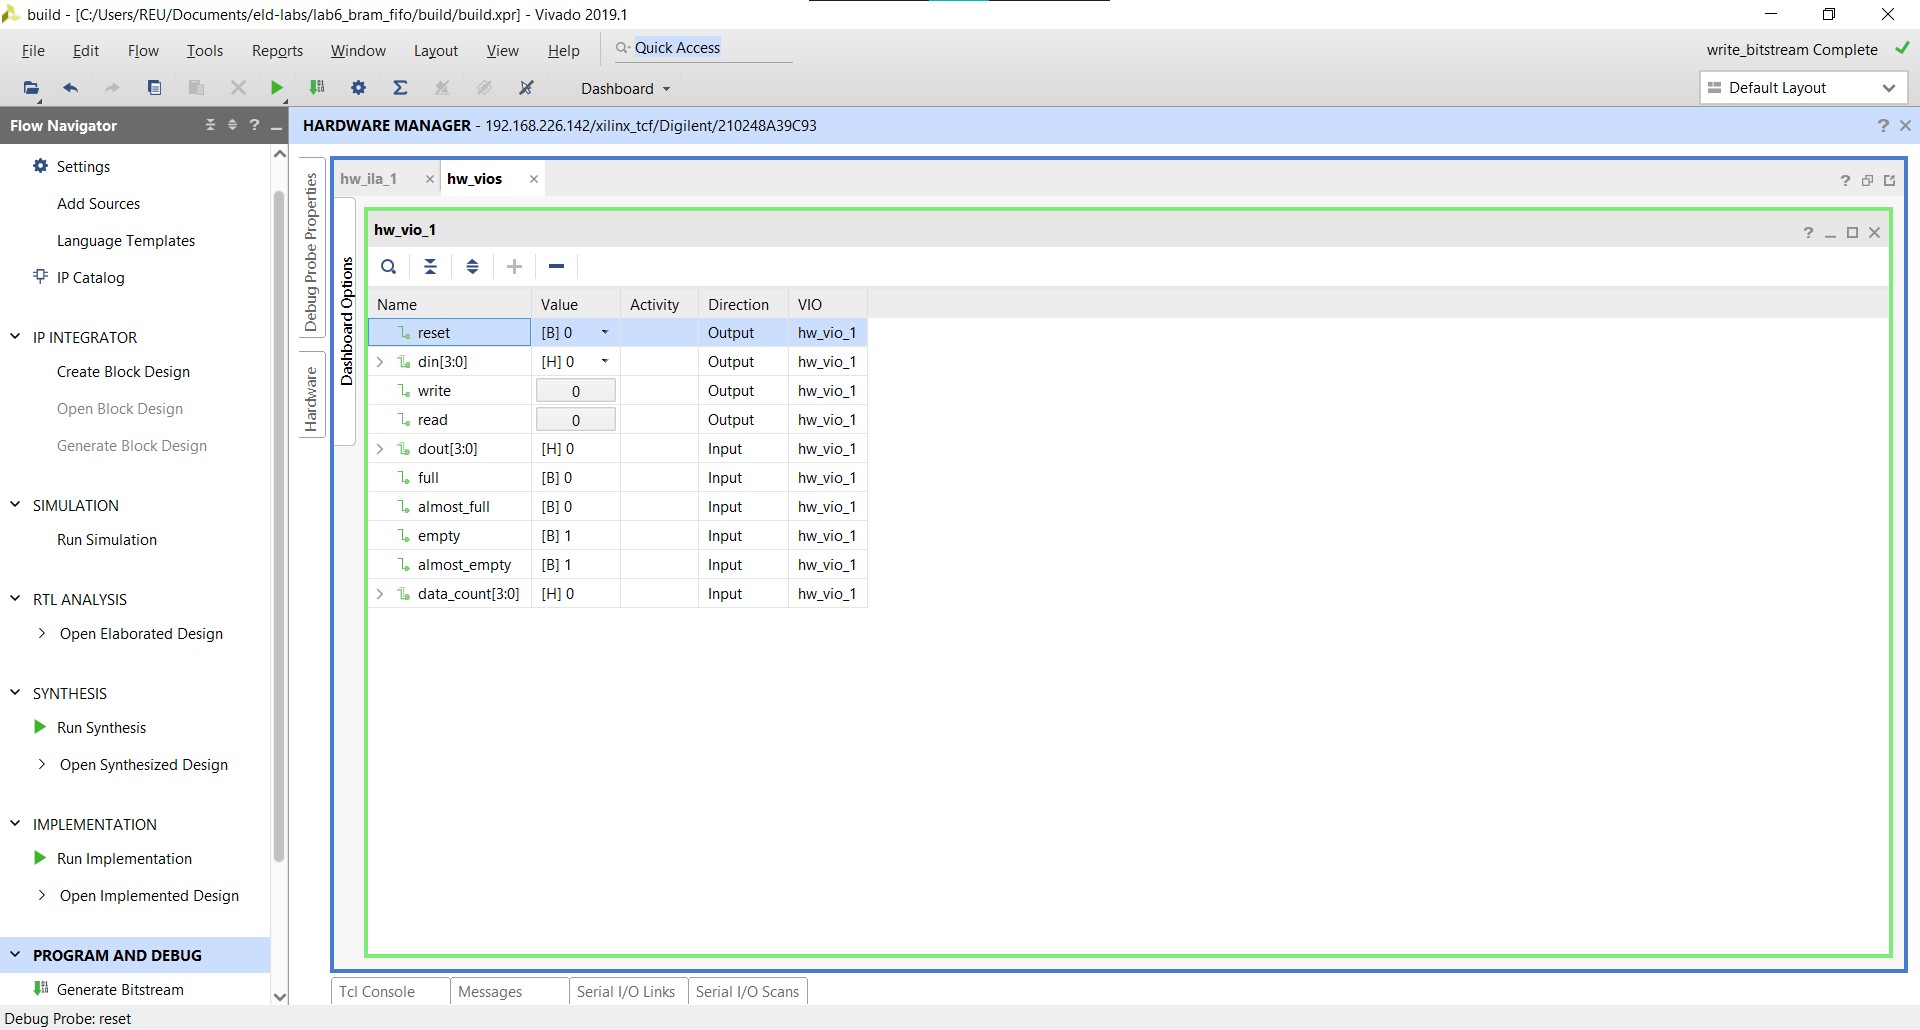 build - [C:/Users/REU/Documents/eld-labs/lab6_bram_fifo/build/build.xpr] - Vivado 2019.1
File Edit Flow Tools Reports Window Layout View Help Quick Access write_bitstream Complete
Dashboard Default Layout
Flow Navigator ?
HARDWARE MANAGER - 192.168.226.142/xilinx_tcf/Digilent/210248A39C93 ?
Settings
Add Sources
Language Templates
IP Catalog
IP INTEGRATOR
Create Block Design
Open Block Design
Generate Block Design
SIMULATION
Run Simulation
RTL ANALYSIS
Open Elaborated Design
SYNTHESIS
Run Synthesis
Open Synthesized Design
IMPLEMENTATION
Run Implementation
Open Implemented Design
PROGRAM AND DEBUG
Generate Bitstream
Debug Probe Properties
Hardware
Dashboard Options
hw_ila_1 hw_vios ?
hw_vio_1 ?
Name Value Activity Direction VIO
reset [B] 0 Output hw_vio_1
din[3:0] [H] 0 Output hw_vio_1
write 0 Output hw_vio_1
read 0 Output hw_vio_1
dout[3:0] [H] 0 Input hw_vio_1
full [B] 0 Input hw_vio_1
almost_full [B] 0 Input hw_vio_1
empty [B] 1 Input hw_vio_1
almost_empty [B] 1 Input hw_vio_1
data_count[3:0] [H] 0 Input hw_vio_1
Tcl Console Messages Serial I/O Links Serial I/O Scans
Debug Probe: reset